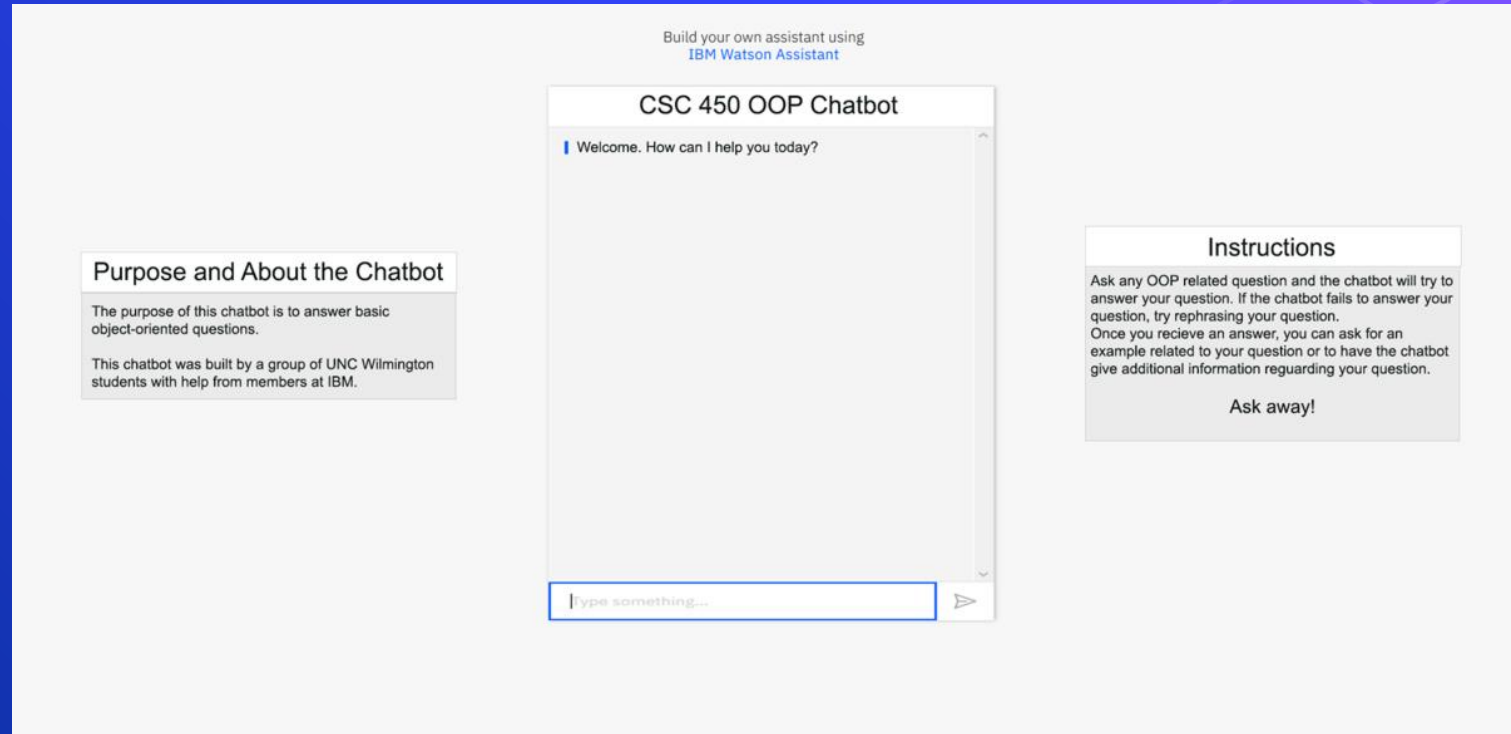 Build your own assistant using
IBM Watson Assistant
CSC 450 OOP Chatbot
Welcome. How can I help you today?
Type something...
Purpose and About the Chatbot
The purpose of this chatbot is to answer basic
object-oriented questions.
This chatbot was built by a group of UNC Wilmington
students with help from members at IBM.
Instructions
Ask any OOP related question and the chatbot will try to
answer your question. If the chatbot fails to answer your
question, try rephrasing your question.
Once you recieve an answer, you can ask for an
example related to your question or to have the chatbot
give additional information reguarding your question.
Ask away!